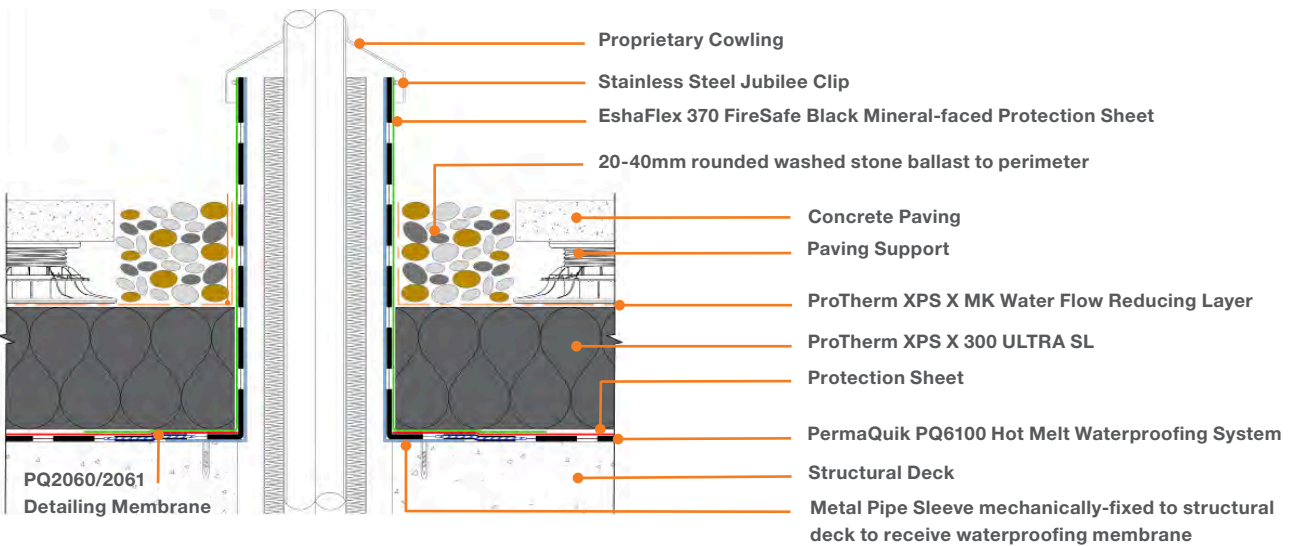 Proprietary Cowling
Stainless Steel Jubilee Clip
EshaFlex 370 FireSafe Black Mineral-faced Protection Sheet
20-40mm rounded washed stone ballast to perimeter
Concrete Paving
Paving Support
ProTherm XPS X MK Water Flow Reducing Layer
ProTherm XPS X 300 ULTRA SL
Protection Sheet
PermaQuik PQ6100 Hot Melt Waterproofing System
Structural Deck
Metal Pipe Sleeve mechanically-fixed to structural
deck to receive waterproofing membrane
PQ2060/2061
Detailing Membrane